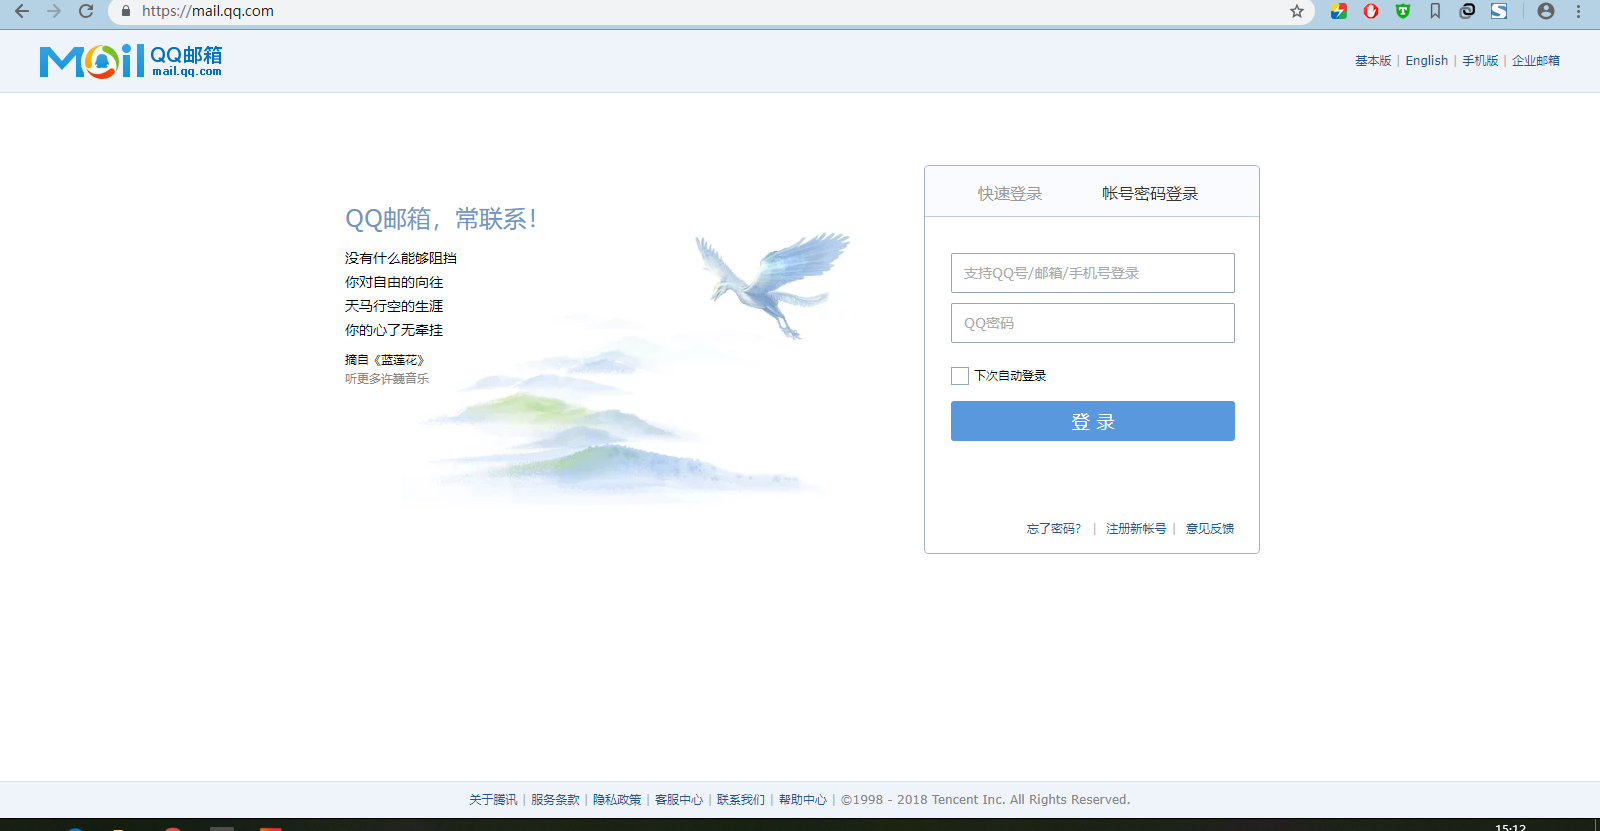 https://mail.qq.com
Mail QQ邮箱
mail.qq.com
基本版 | English | 手机版 | 企业邮箱
QQ邮箱，常联系！
没有什么能够阻挡
你对自由的向往
天马行空的生涯
你的心了无牵挂
摘自《蓝莲花》
听更多许巍音乐
快速登录 帐号密码登录
支持QQ号/邮箱/手机号登录
QQ密码
下次自动登录
登 录
忘了密码？ | 注册新帐号 | 意见反馈
关于腾讯 | 服务条款 | 隐私政策 | 客服中心 | 联系我们 | 帮助中心 | ©1998 - 2018 Tencent Inc. All Rights Reserved.
15:12